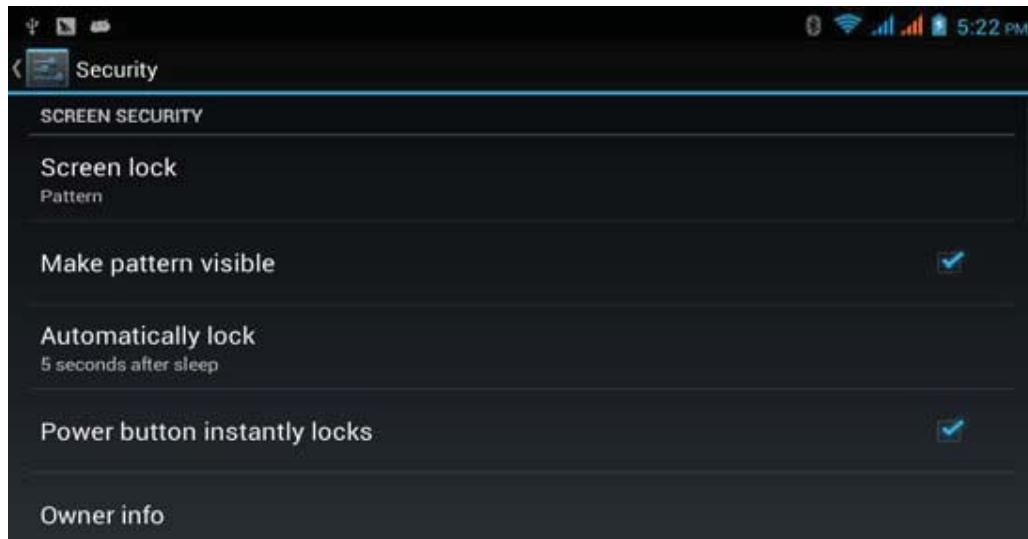 5:22 PM
Security
SCREEN SECURITY
Screen lock
Pattern
Make pattern visible
Automatically lock
5 seconds after sleep
Power button instantly locks
Owner info